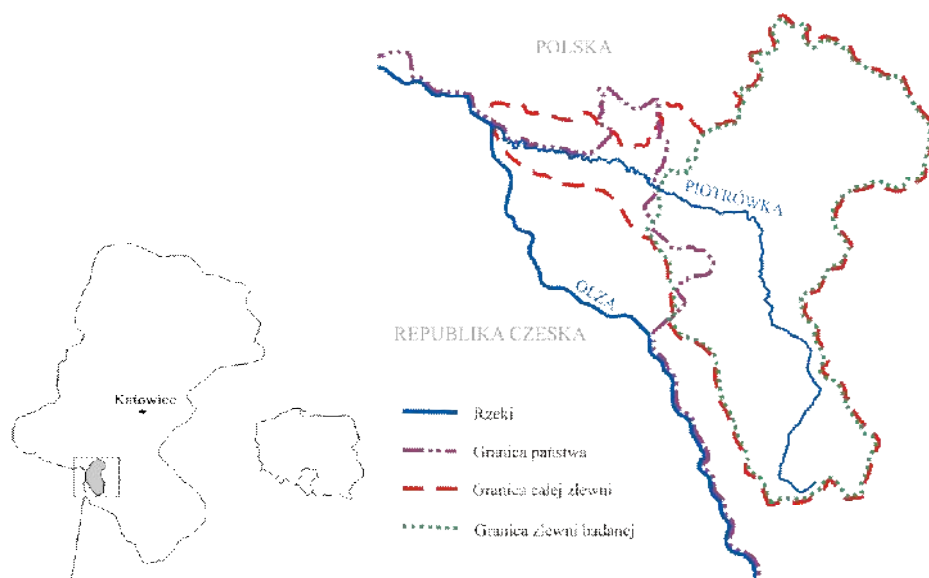 POLSKA
PIOTRÓWKA
OLZA
REPUBLIKA CZESKA
Katowice
Rzeki
Granica państwa
Granica całej zlewni
Granica zlewni badanej